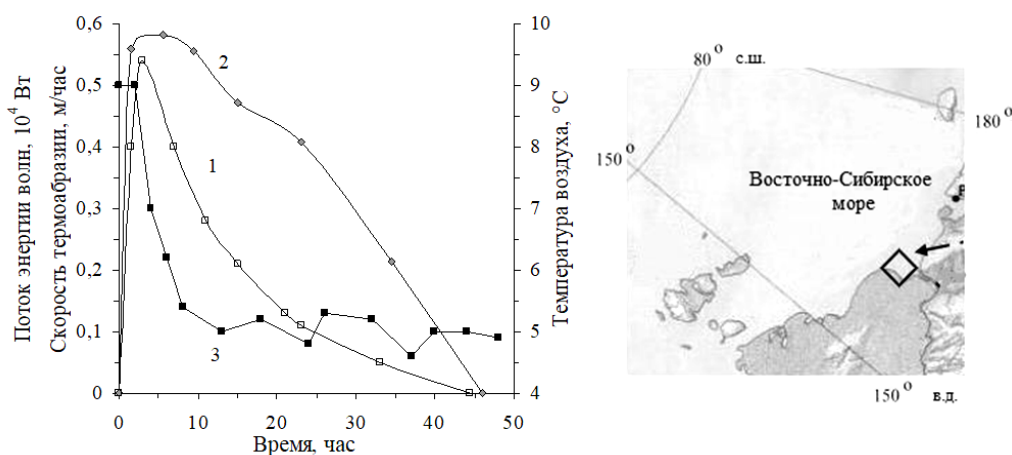 Поток энергии волн, 10⁴ Вт
Скорость термоабразии, м/час
0,6
0,5
0,4
0,3
0,2
0,1
0
10
9
8
7
6
5
4
Температура воздуха, °С
0 10 20 30 40 50
Время, час
2
1
3
80° с.ш.
180°
150°
Восточно-Сибирское
море
150° в.д.